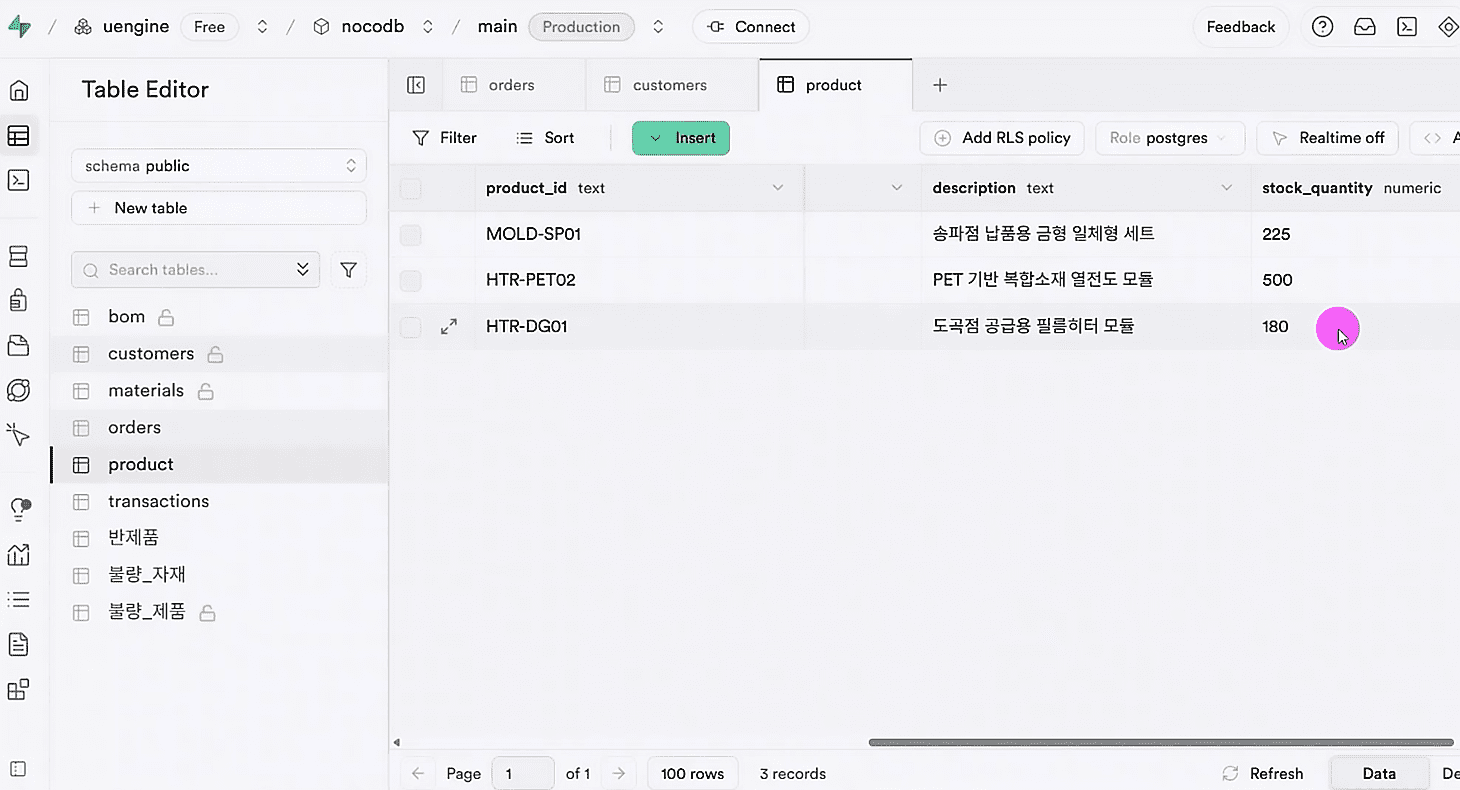 uengine Free nocodb main Production Connect Feedback
Table Editor
orders customers product
Filter Sort Insert Add RLS policy Role postgres Realtime off
schema public
New table
Search tables...
bom
customers
materials
orders
product
transactions
반제품
불량_자재
불량_제품
product_id text description text stock_quantity numeric
MOLD-SP01 송파점 납품용 금형 일체형 세트 225
HTR-PET02 PET 기반 복합소재 열전도 모듈 500
HTR-DG01 도곡점 공급용 필름히터 모듈 180
Page 1 of 1 100 rows 3 records Refresh Data